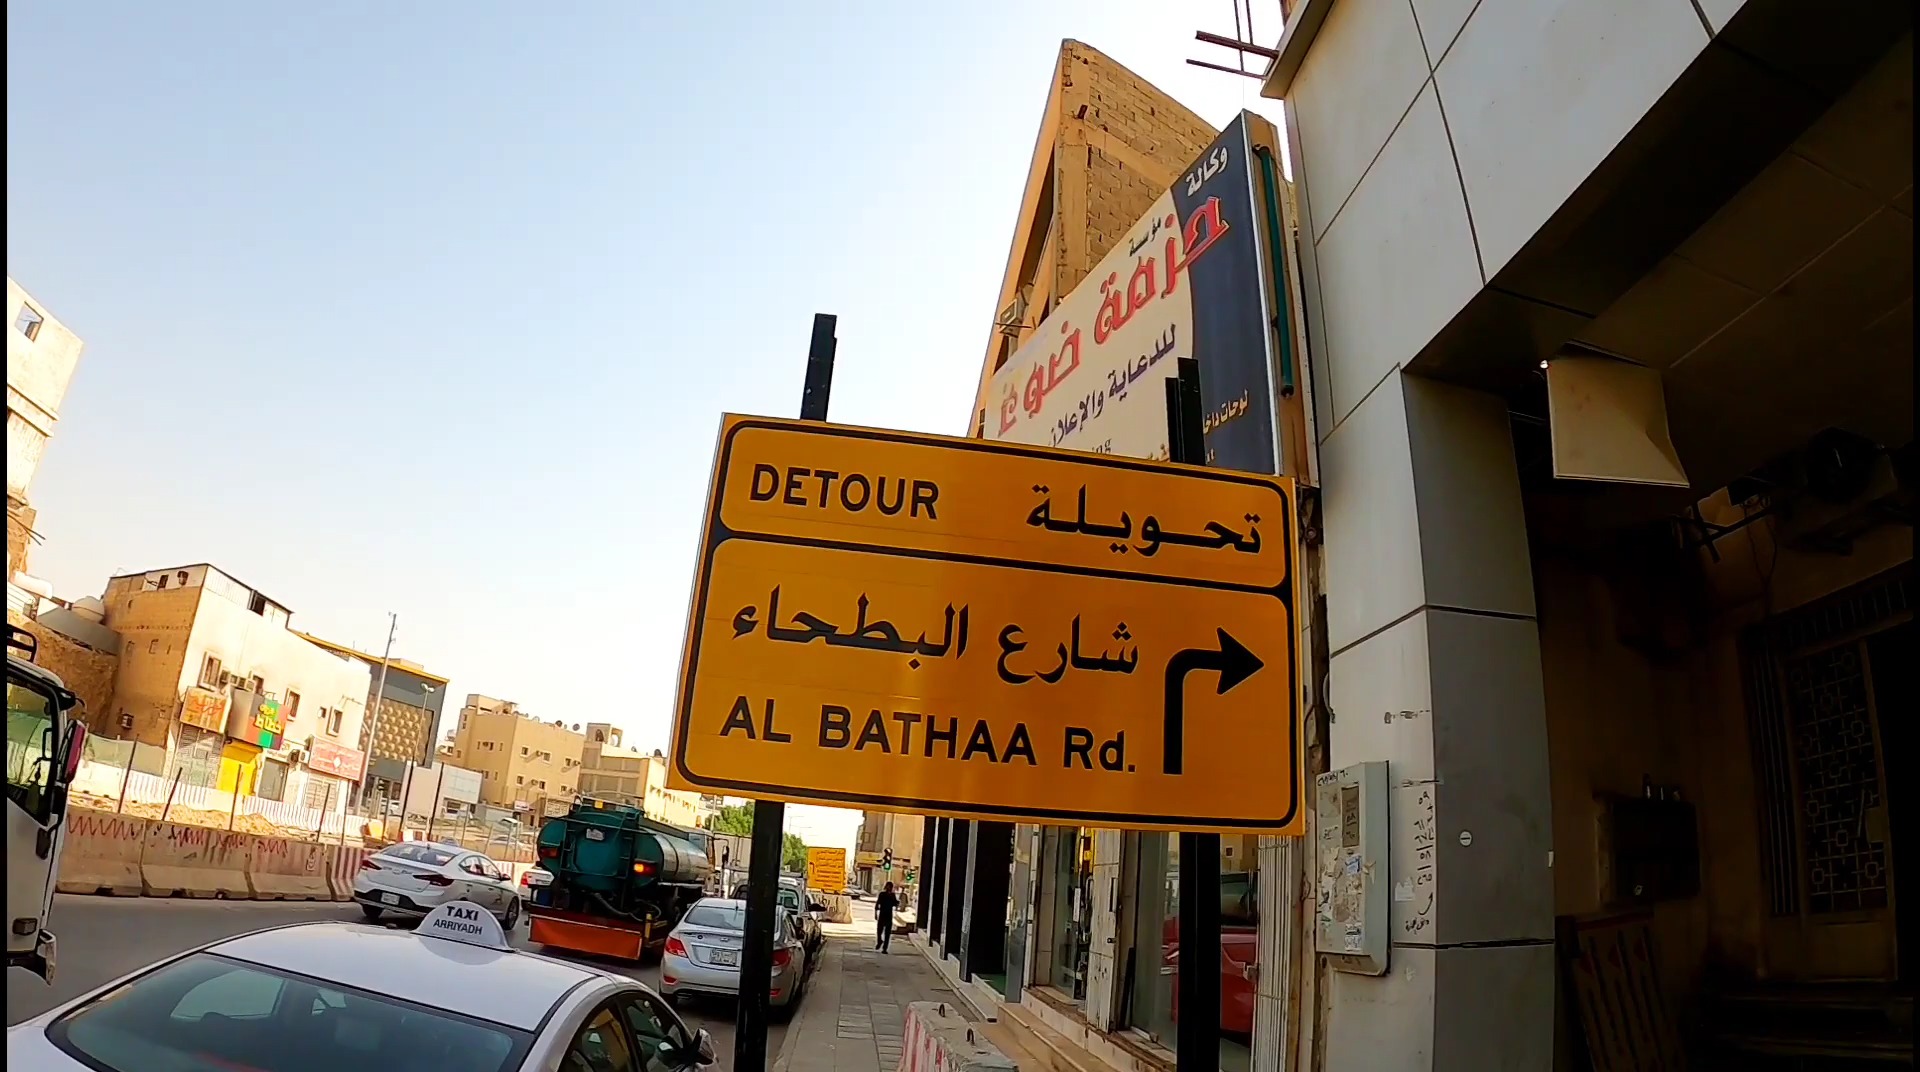 وكالة
مؤسسة
حزمة ضوء
للدعاية والإعلان
DETOUR تحويلة
شارع البطحاء
AL BATHAA Rd.
TAXI
ARRIYADH